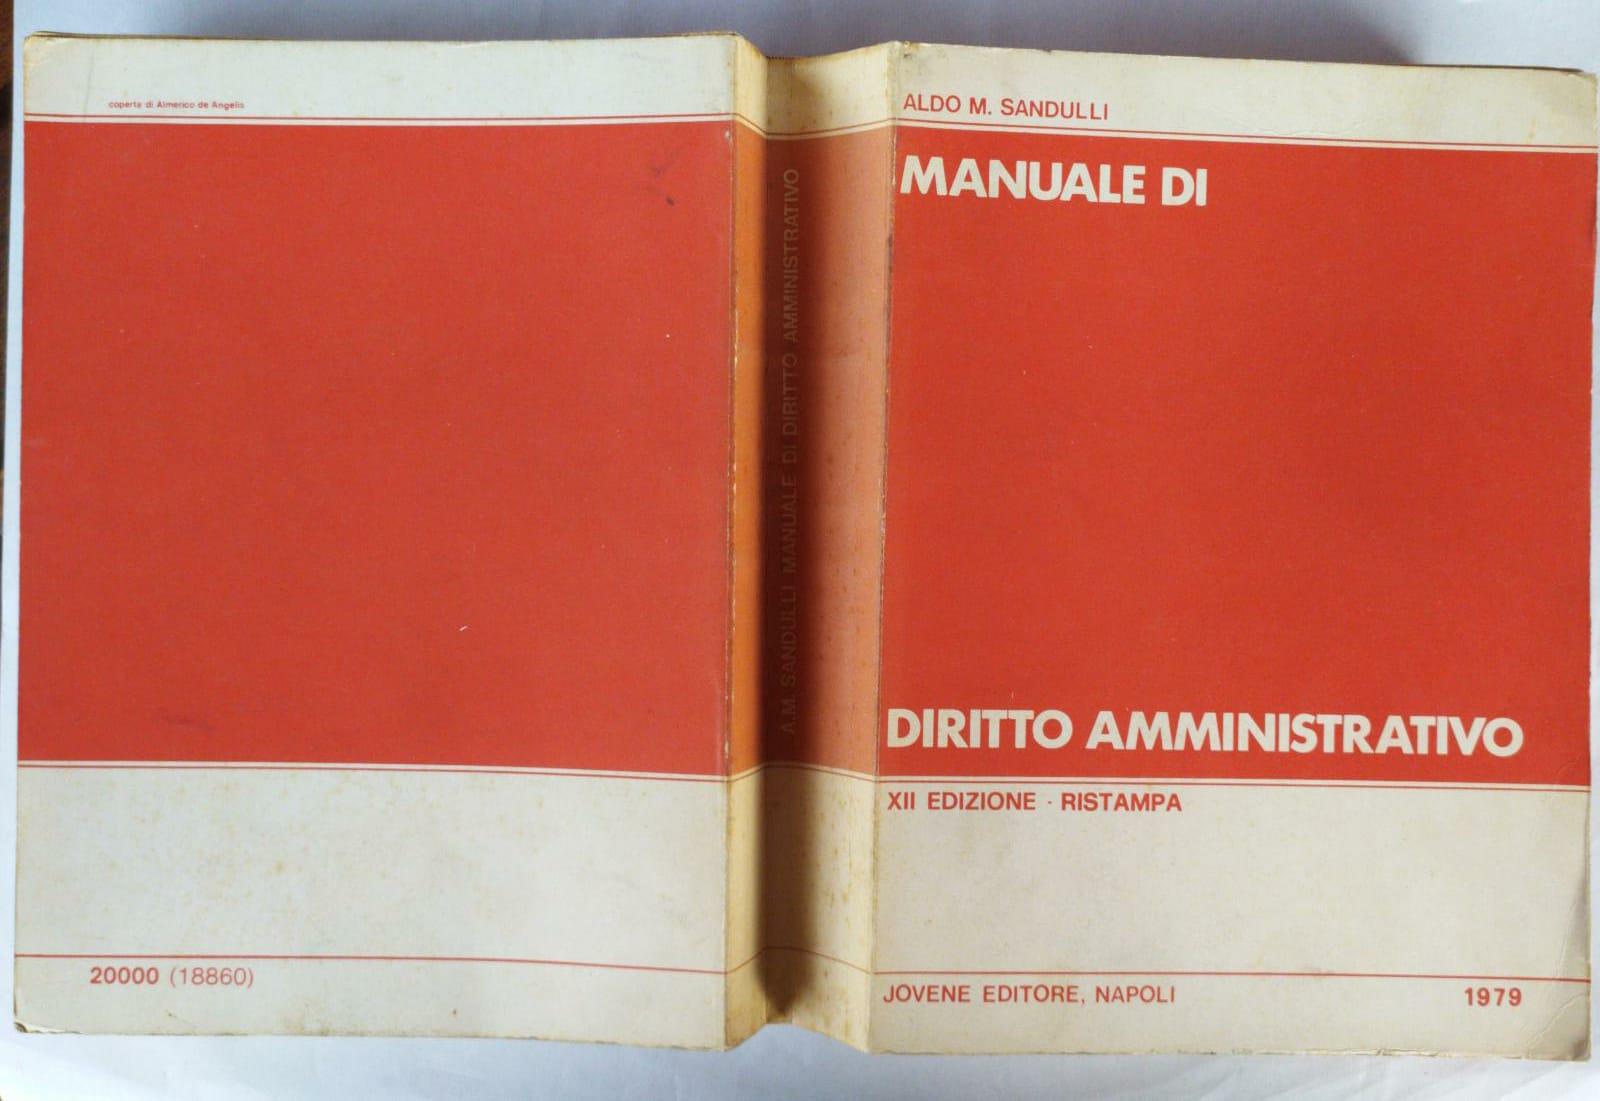 coperta di Almerico de Angelis
20000 (18860)
A.M. SANDULLI MANUALE DI DIRITTO AMMINISTRATIVO
ALDO M. SANDULLI
MANUALE DI
DIRITTO AMMINISTRATIVO
XII EDIZIONE - RISTAMPA
JOVENE EDITORE, NAPOLI
1979